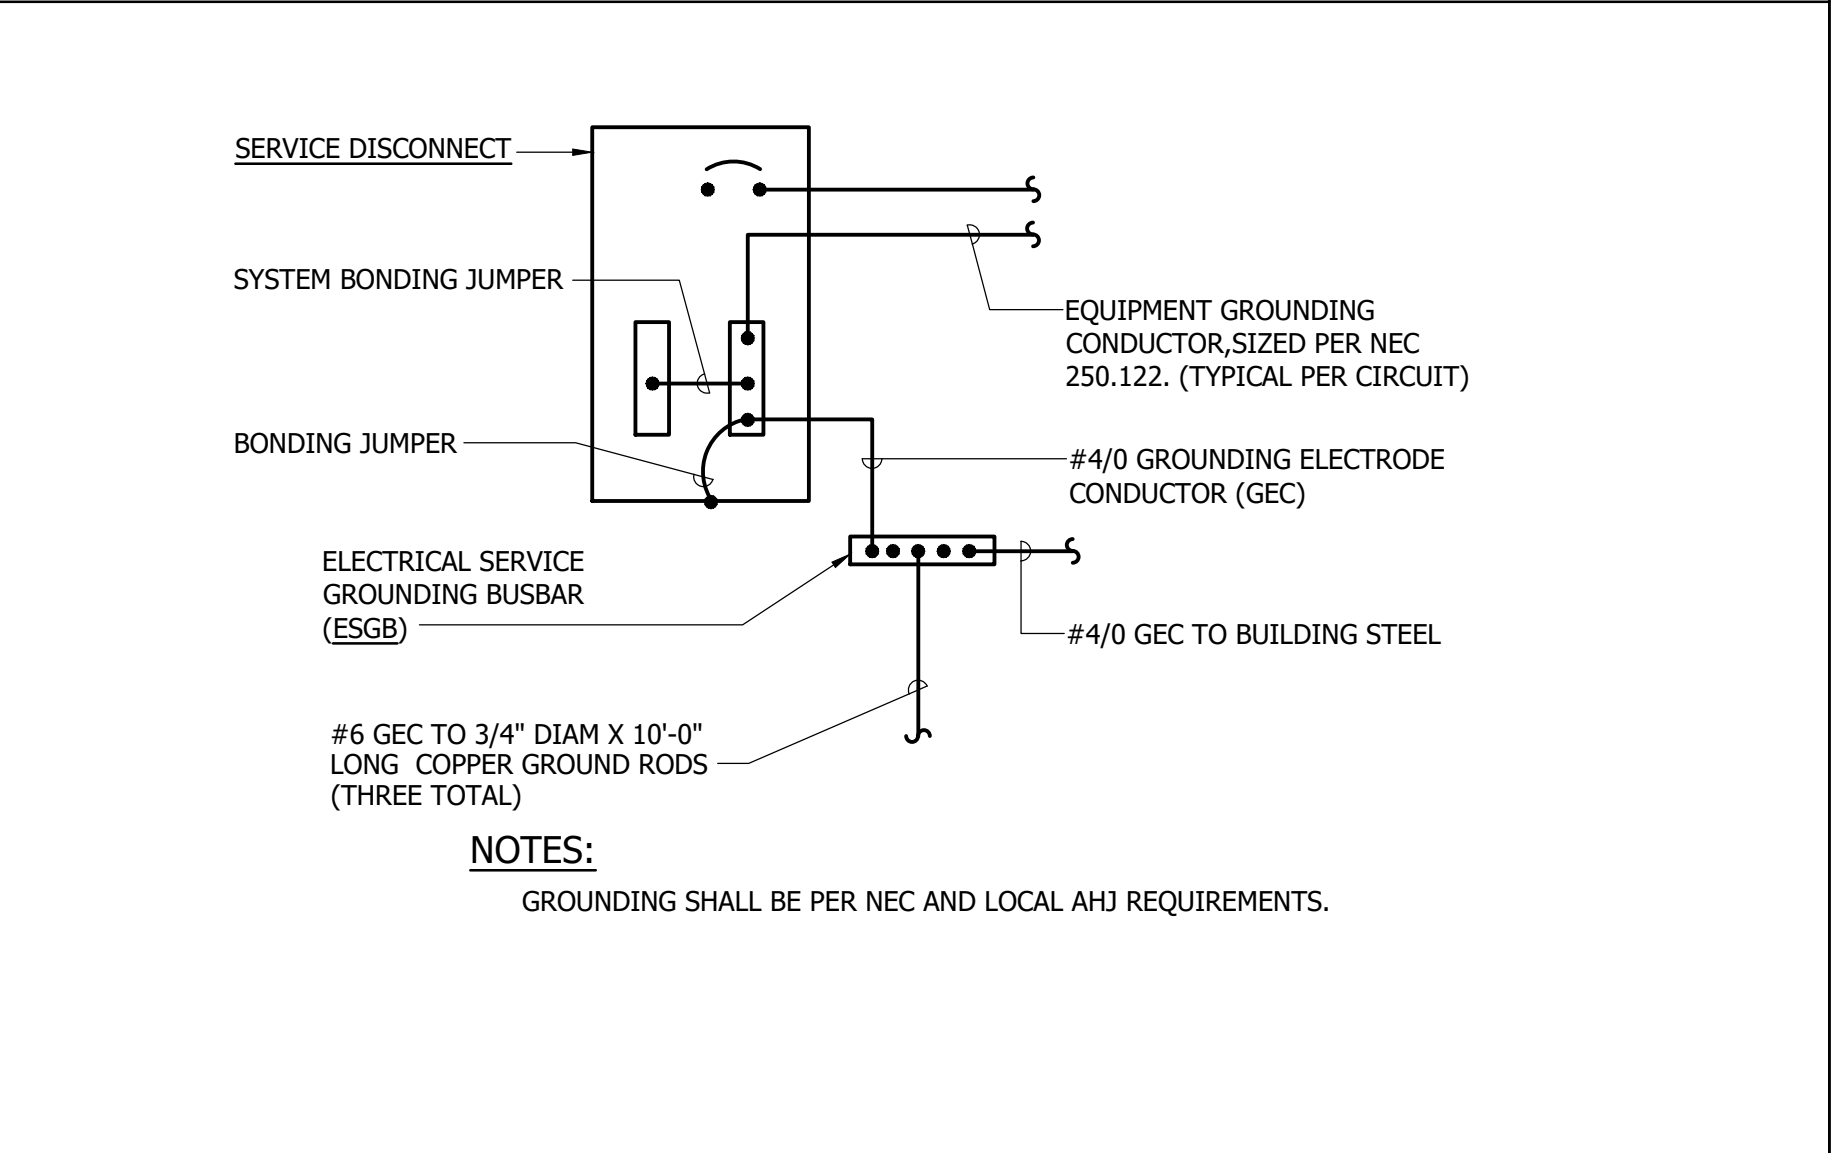 SERVICE DISCONNECT
SYSTEM BONDING JUMPER
EQUIPMENT GROUNDING
CONDUCTOR,SIZED PER NEC
250.122. (TYPICAL PER CIRCUIT)
BONDING JUMPER
#4/0 GROUNDING ELECTRODE
CONDUCTOR (GEC)
ELECTRICAL SERVICE
GROUNDING BUSBAR
(ESGB)
#4/0 GEC TO BUILDING STEEL
#6 GEC TO 3/4" DIAM X 10'-0"
LONG  COPPER GROUND RODS
(THREE TOTAL)
NOTES:
GROUNDING SHALL BE PER NEC AND LOCAL AHJ REQUIREMENTS.